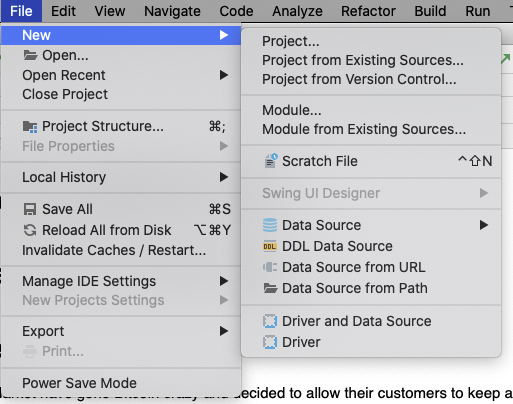 File Edit View Navigate Code Analyze Refactor Build Run T
New
Open...
Open Recent
Close Project
Project Structure... ⌘;
File Properties
Local History
Save All ⌘S
Reload All from Disk ⌥⌘Y
Invalidate Caches / Restart...
Manage IDE Settings
New Projects Settings
Export
Print...
Power Save Mode
Project...
Project from Existing Sources...
Project from Version Control...
Module...
Module from Existing Sources...
Scratch File ⌃⇧N
Swing UI Designer
Data Source
DDL DDL Data Source
Data Source from URL
Data Source from Path
Driver and Data Source
Driver
arket have gone Bitcoin crazy and decided to allow their customers to keep a